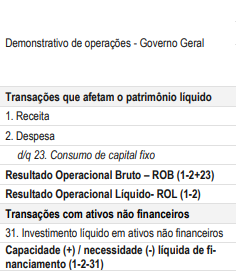 Demonstrativo de operações - Governo Geral
Transações que afetam o patrimônio líquido
1. Receita
2. Despesa
d/q 23. Consumo de capital fixo
Resultado Operacional Bruto – ROB (1-2+23)
Resultado Operacional Líquido- ROL (1-2)
Transações com ativos não financeiros
31. Investimento líquido em ativos não financeiros
Capacidade (+) / necessidade (-) líquida de fi-
nanciamento (1-2-31)